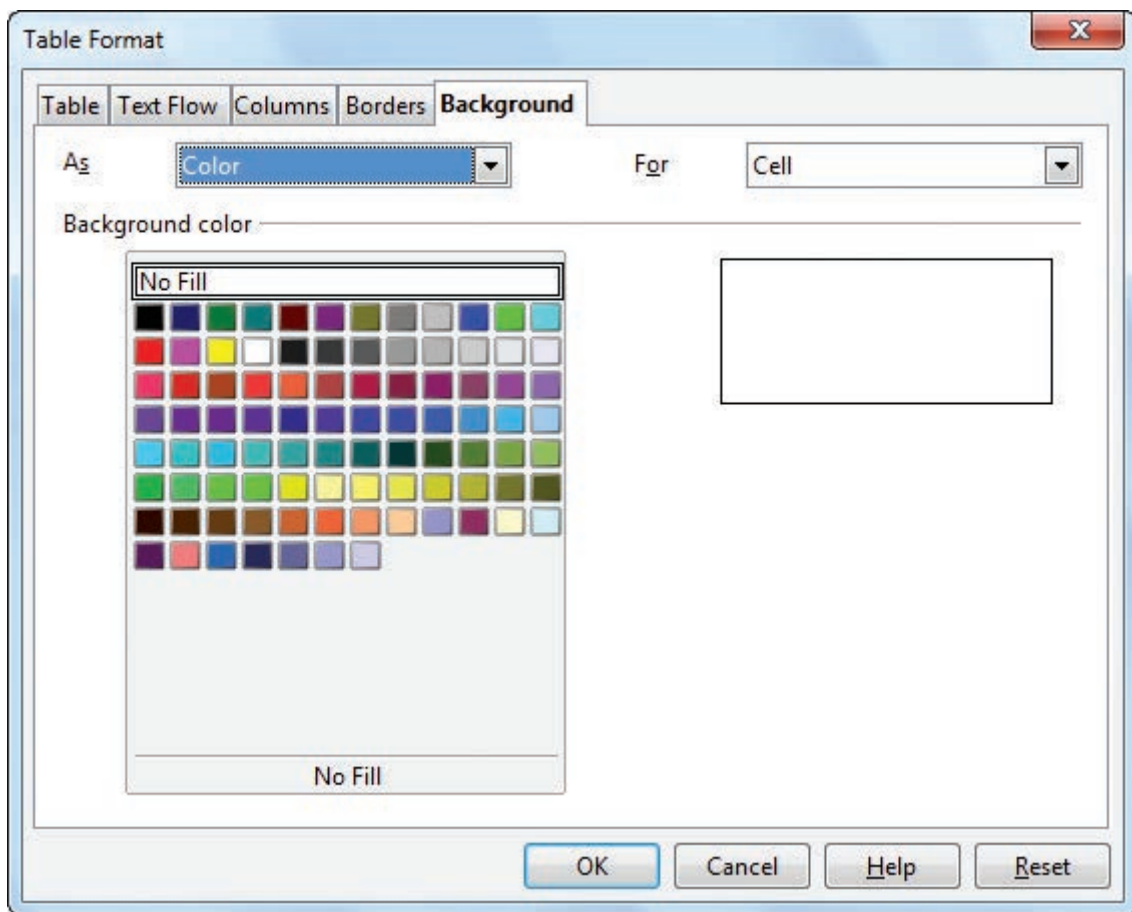 Table Format
Table Text Flow Columns Borders Background
As Color For Cell
Background color
No Fill
No Fill
OK Cancel Help Reset